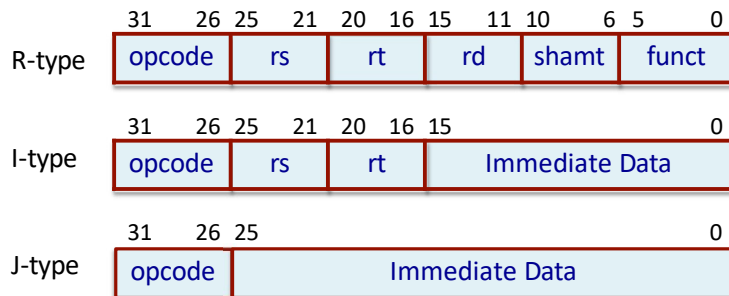 31 26 25 21 20 16 15 11 10 6 5 0
R-type opcode rs rt rd shamt funct
31 26 25 21 20 16 15 0
I-type opcode rs rt Immediate Data
31 26 25 0
J-type opcode Immediate Data